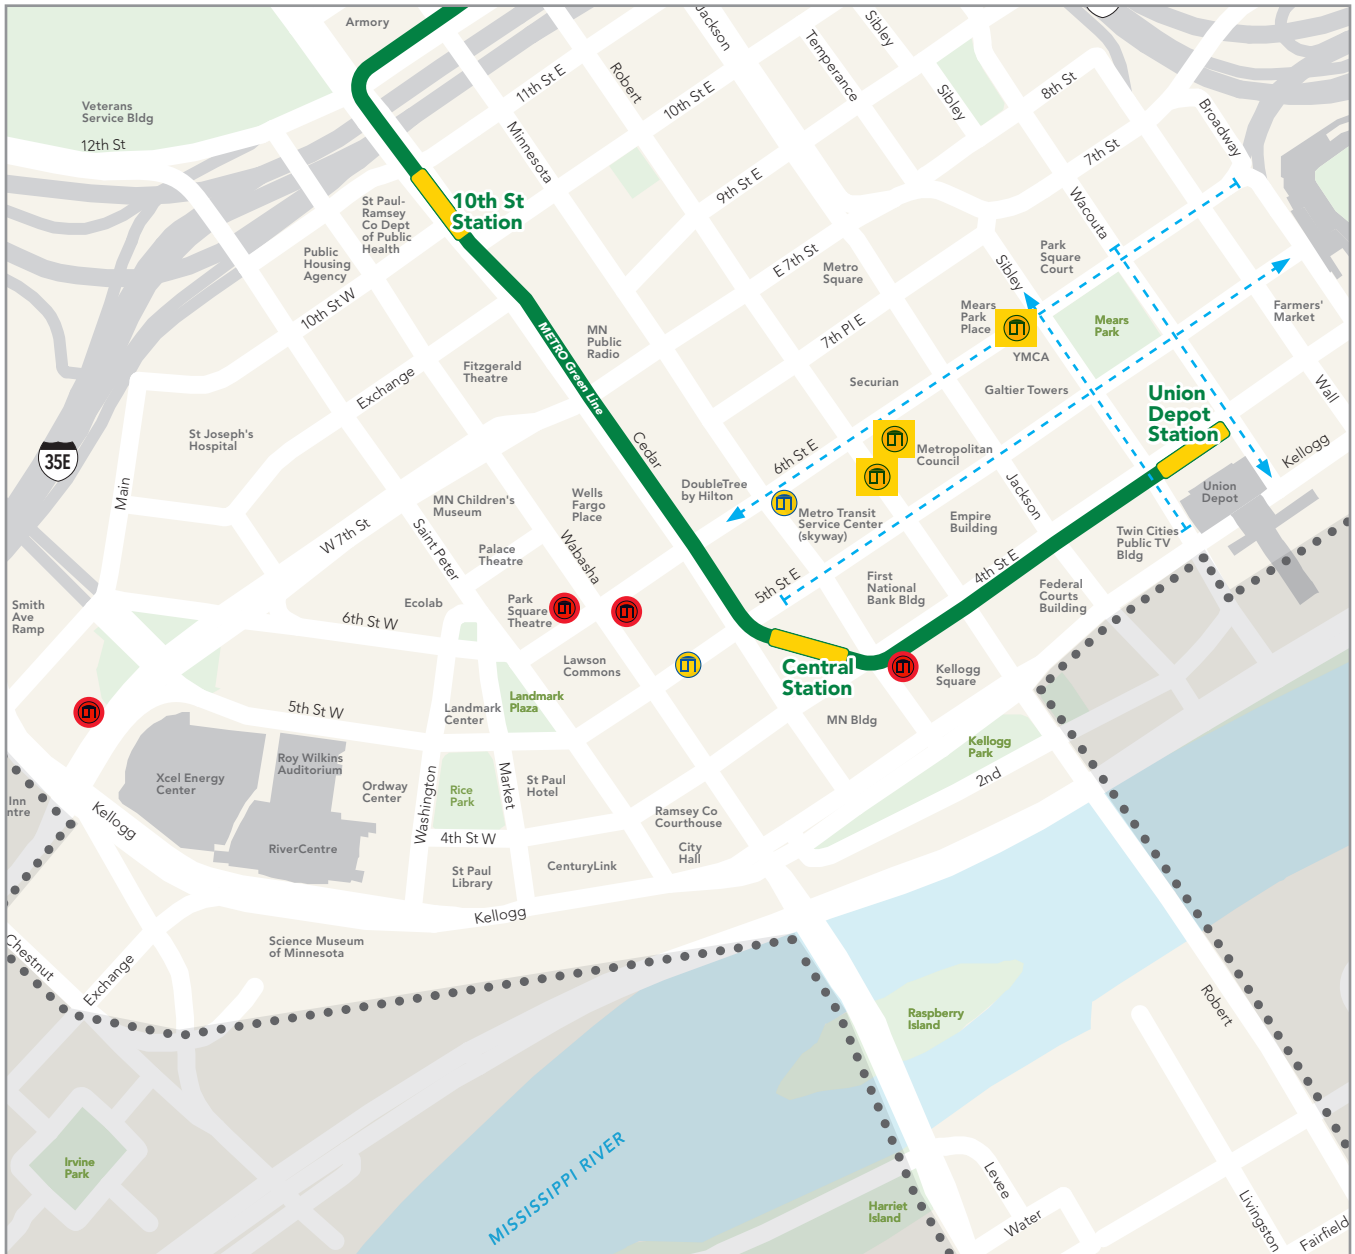 Armory
Jackson
Sibley
Temperance
Robert
11th St E
10th St E
Sibley
8th St
Broadway
Veterans
Service Bldg
12th St
Minnesota
7th St
9th St E
Wacouta
St Paul-
Ramsey
Co Dept
of Public
Health
10th St
Station
Public
Housing
Agency
E 7th St
Metro
Square
Sibley
Park
Square
Court
10th St W
Mears
Park
Place
Mears
Park
Farmers'
Market
MN
Public
Radio
7th Pl E
METRO Green Line
YMCA
Fitzgerald
Theatre
Exchange
Securian
Galtier Towers
Wall
Union
Depot
Station
St Joseph's
Hospital
35E
Cedar
6th St E
Metropolitan
Council
Kellogg
Main
MN Children's
Museum
Wells
Fargo
Place
DoubleTree
by Hilton
Jackson
Union
Depot
Metro Transit
Service Center
(skyway)
Empire
Building
W 7th St
Saint Peter
Palace
Theatre
Wabasha
Twin Cities
Public TV
Bldg
4th St E
5th St E
First
National
Bank Bldg
Federal
Courts
Building
Smith
Ave
Ramp
Ecolab
Park
Square
Theatre
6th St W
Lawson
Commons
Central
Station
Kellogg
Square
Landmark
Plaza
5th St W
Landmark
Center
MN Bldg
Kellogg
Park
Roy Wilkins
Auditorium
Xcel Energy
Center
Ordway
Center
Washington
Rice
Park
Market
St Paul
Hotel
2nd
Inn
ntre
Kellogg
Ramsey Co
Courthouse
4th St W
RiverCentre
City
Hall
St Paul
Library
CenturyLink
Kellogg
Science Museum
of Minnesota
Chestnut
Exchange
Raspberry
Island
Robert
MISSISSIPPI RIVER
Irvine
Park
Levee
Harriet
Island
Water
Livingston
Fairfield